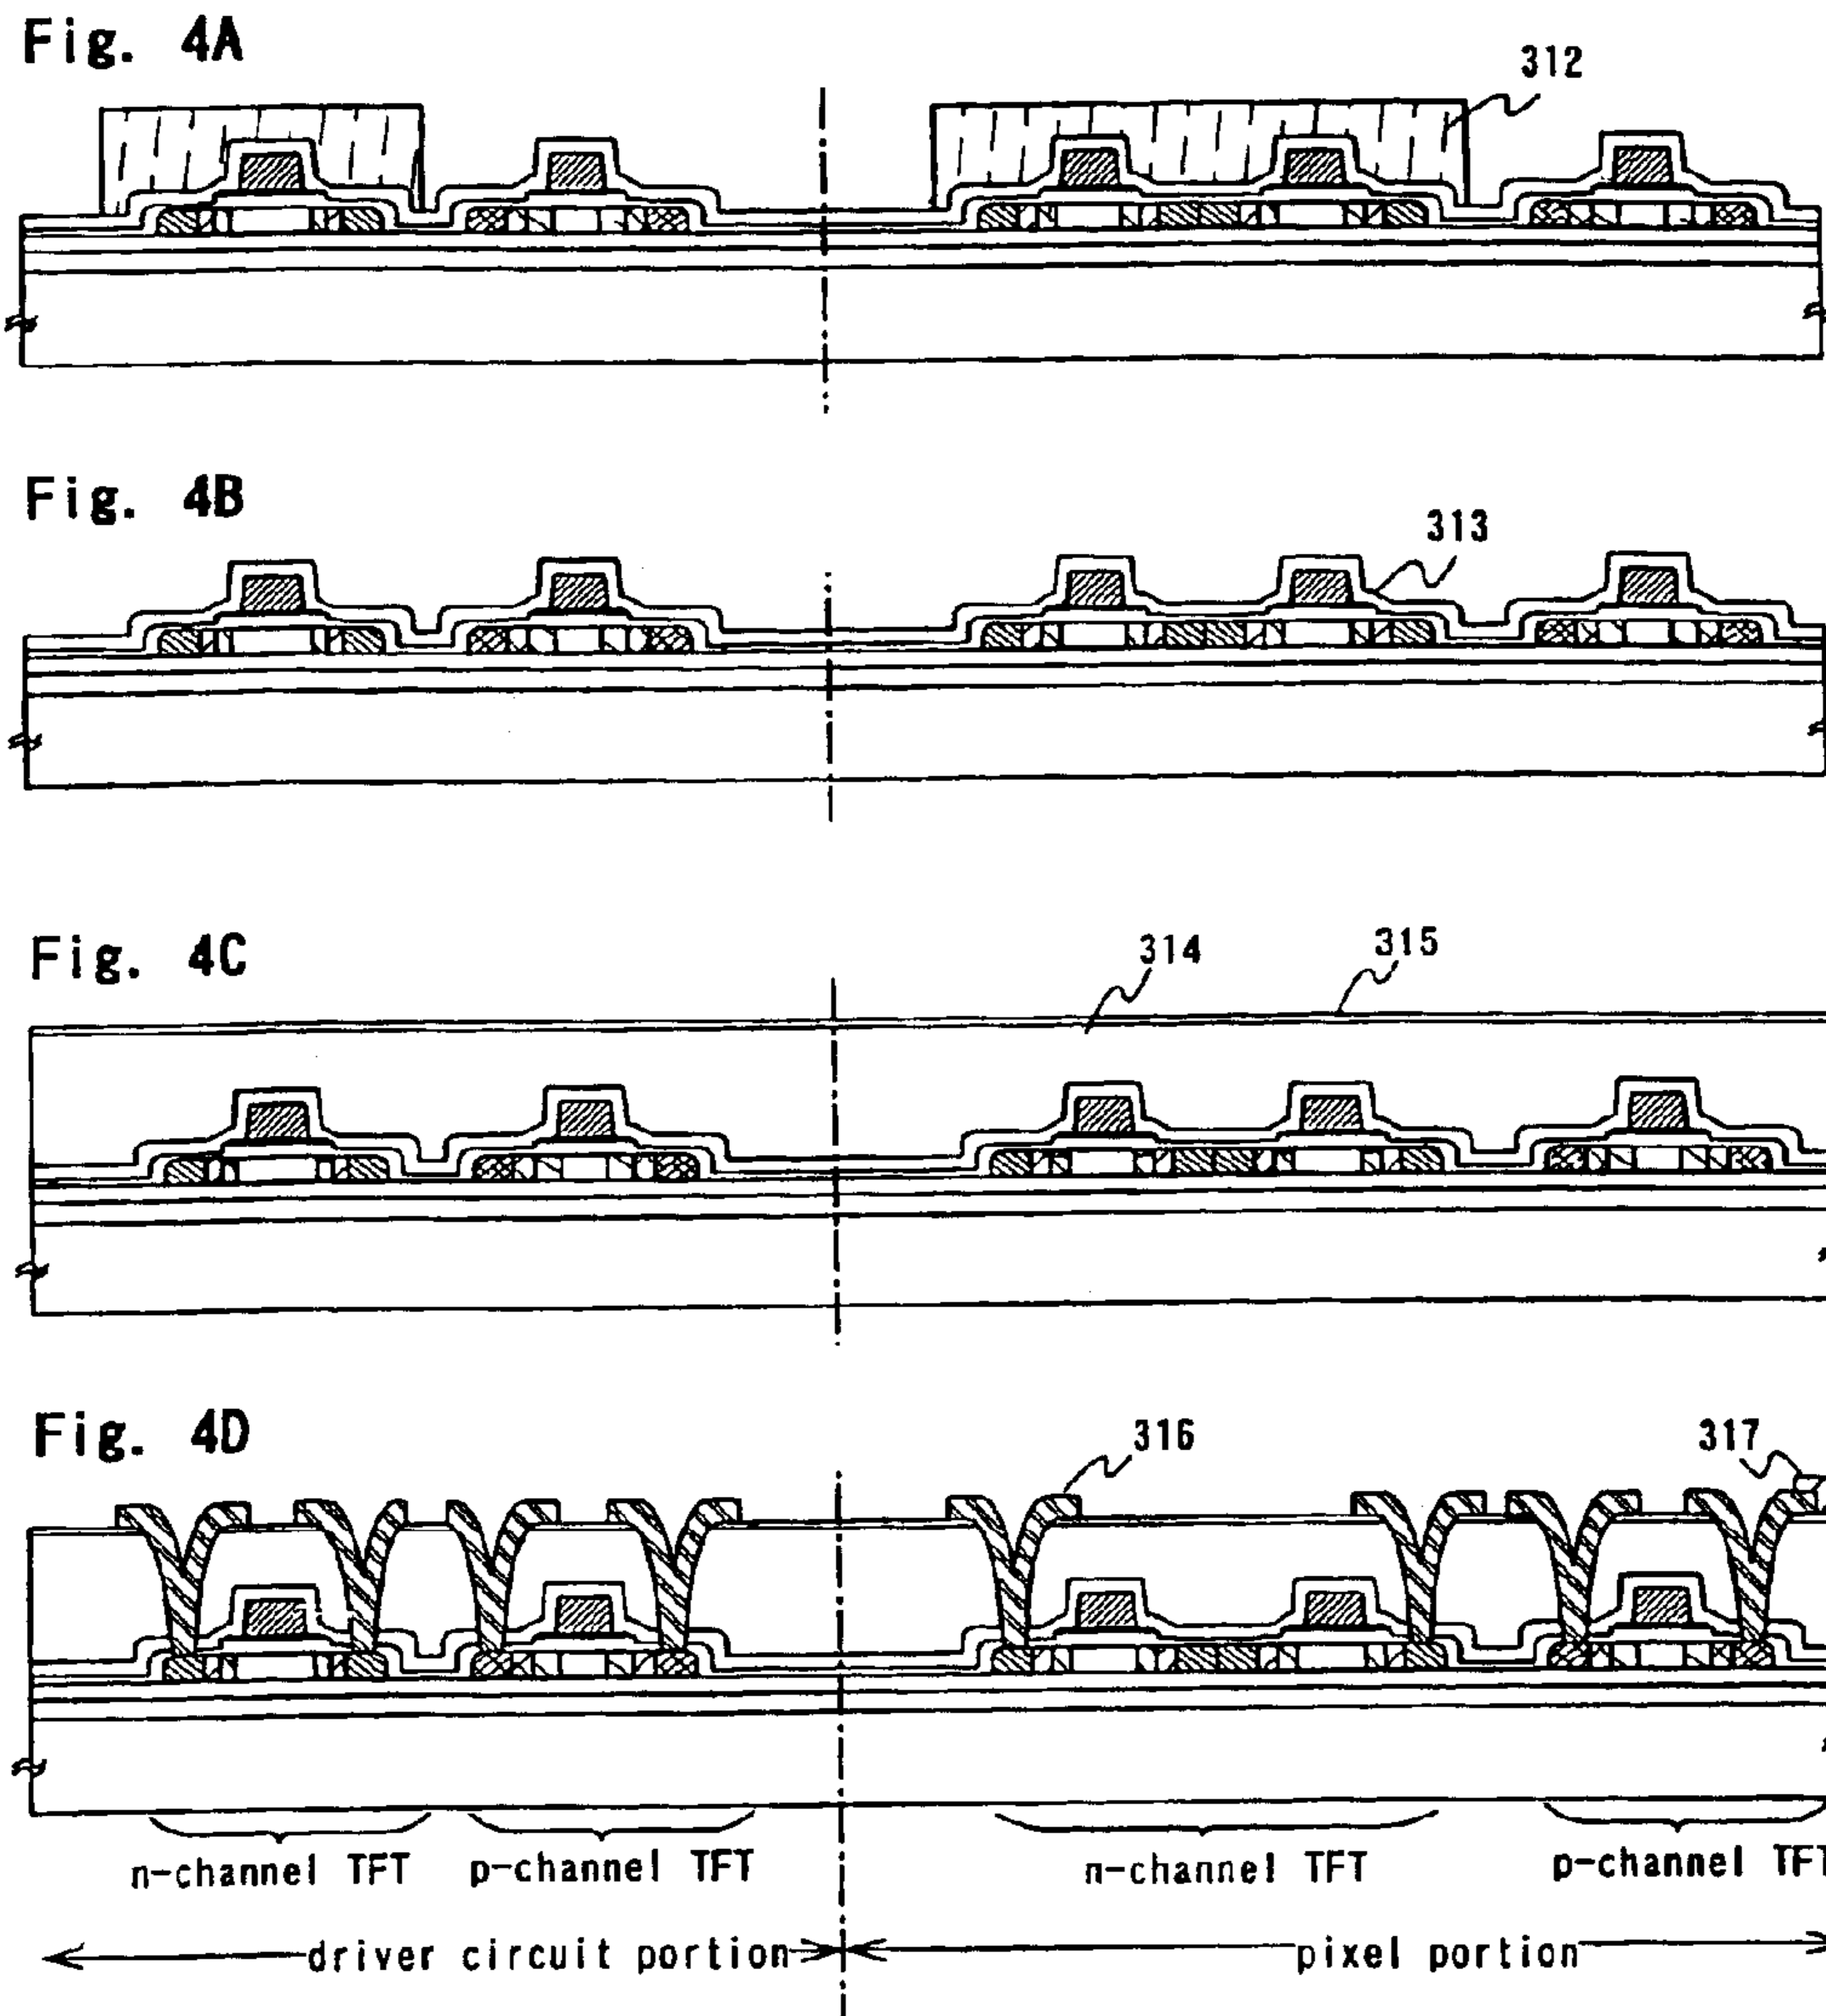 Fig. 4A
312
Fig. 4B
313
Fig. 4C
314
315
Fig. 4D
316
317
n-channel TFT
p-channel TFT
n-channel TFT
p-channel TFT
driver circuit portion
pixel portion